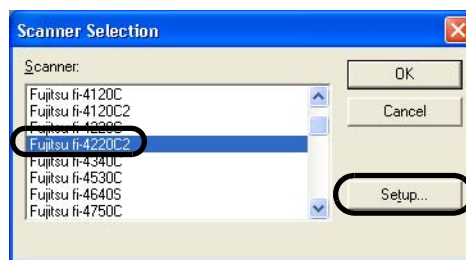 Scanner Selection
Scanner:
OK
Fujitsu fi-4120C
Fujitsu fi-4120C2
Cancel
Fujitsu fi-4220C2
Fujitsu fi-4340C
Fujitsu fi-4530C
Fujitsu fi-4640S
Setup...
Fujitsu fi-4750C